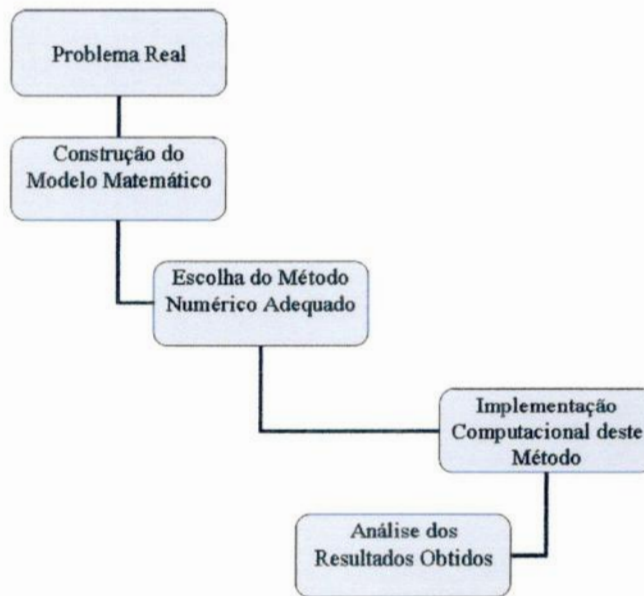 Problema Real
Construção do
Modelo Matemático
Escolha do Método
Numérico Adequado
Implementação
Computacional deste
Método
Análise dos
Resultados Obtidos